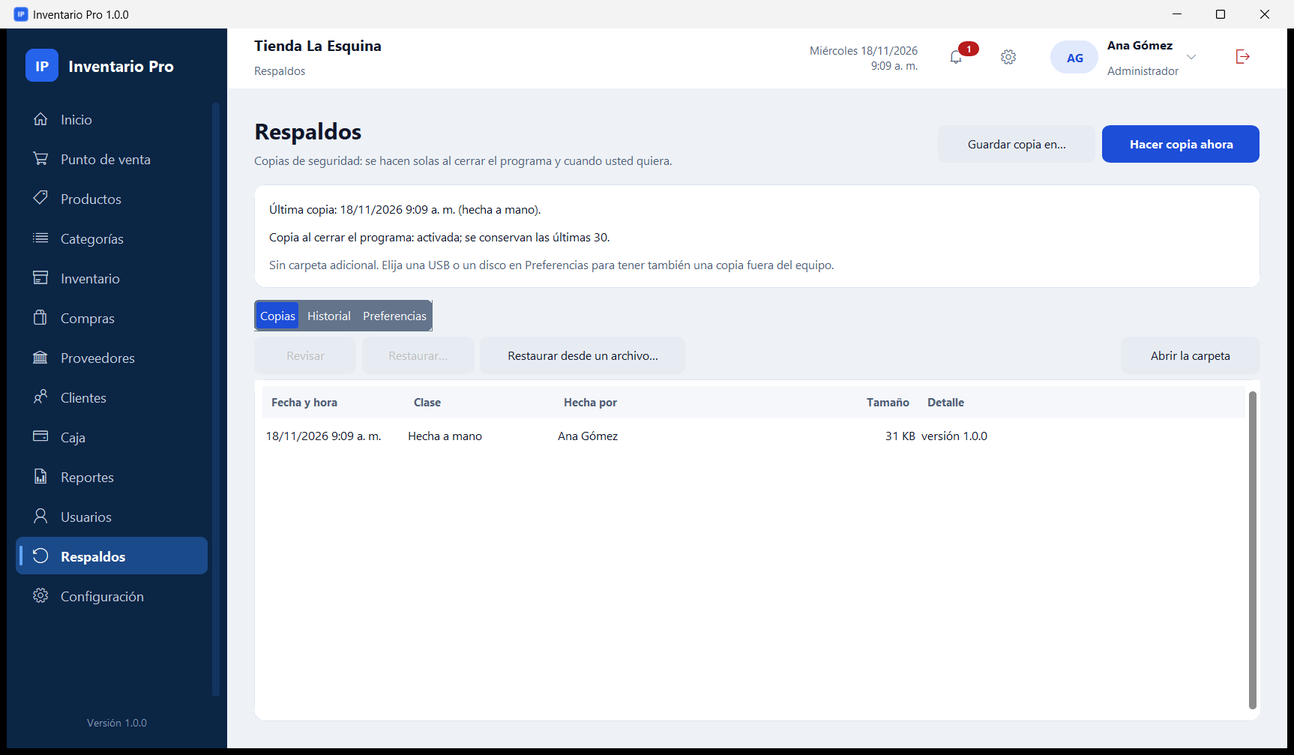 Inventario Pro 1.0.0
IP Inventario Pro
Inicio
Punto de venta
Productos
Categorías
Inventario
Compras
Proveedores
Clientes
Caja
Reportes
Usuarios
Respaldos
Configuración
Versión 1.0.0
Tienda La Esquina
Respaldos
Miércoles 18/11/2026
9:09 a. m.
1
AG
Ana Gómez
Administrador
Respaldos
Copias de seguridad: se hacen solas al cerrar el programa y cuando usted quiera.
Guardar copia en... Hacer copia ahora
Última copia: 18/11/2026 9:09 a. m. (hecha a mano).
Copia al cerrar el programa: activada; se conservan las últimas 30.
Sin carpeta adicional. Elija una USB o un disco en Preferencias para tener también una copia fuera del equipo.
Copias Historial Preferencias
Revisar Restaurar... Restaurar desde un archivo... Abrir la carpeta
Fecha y hora Clase Hecha por Tamaño Detalle
18/11/2026 9:09 a. m. Hecha a mano Ana Gómez 31 KB versión 1.0.0